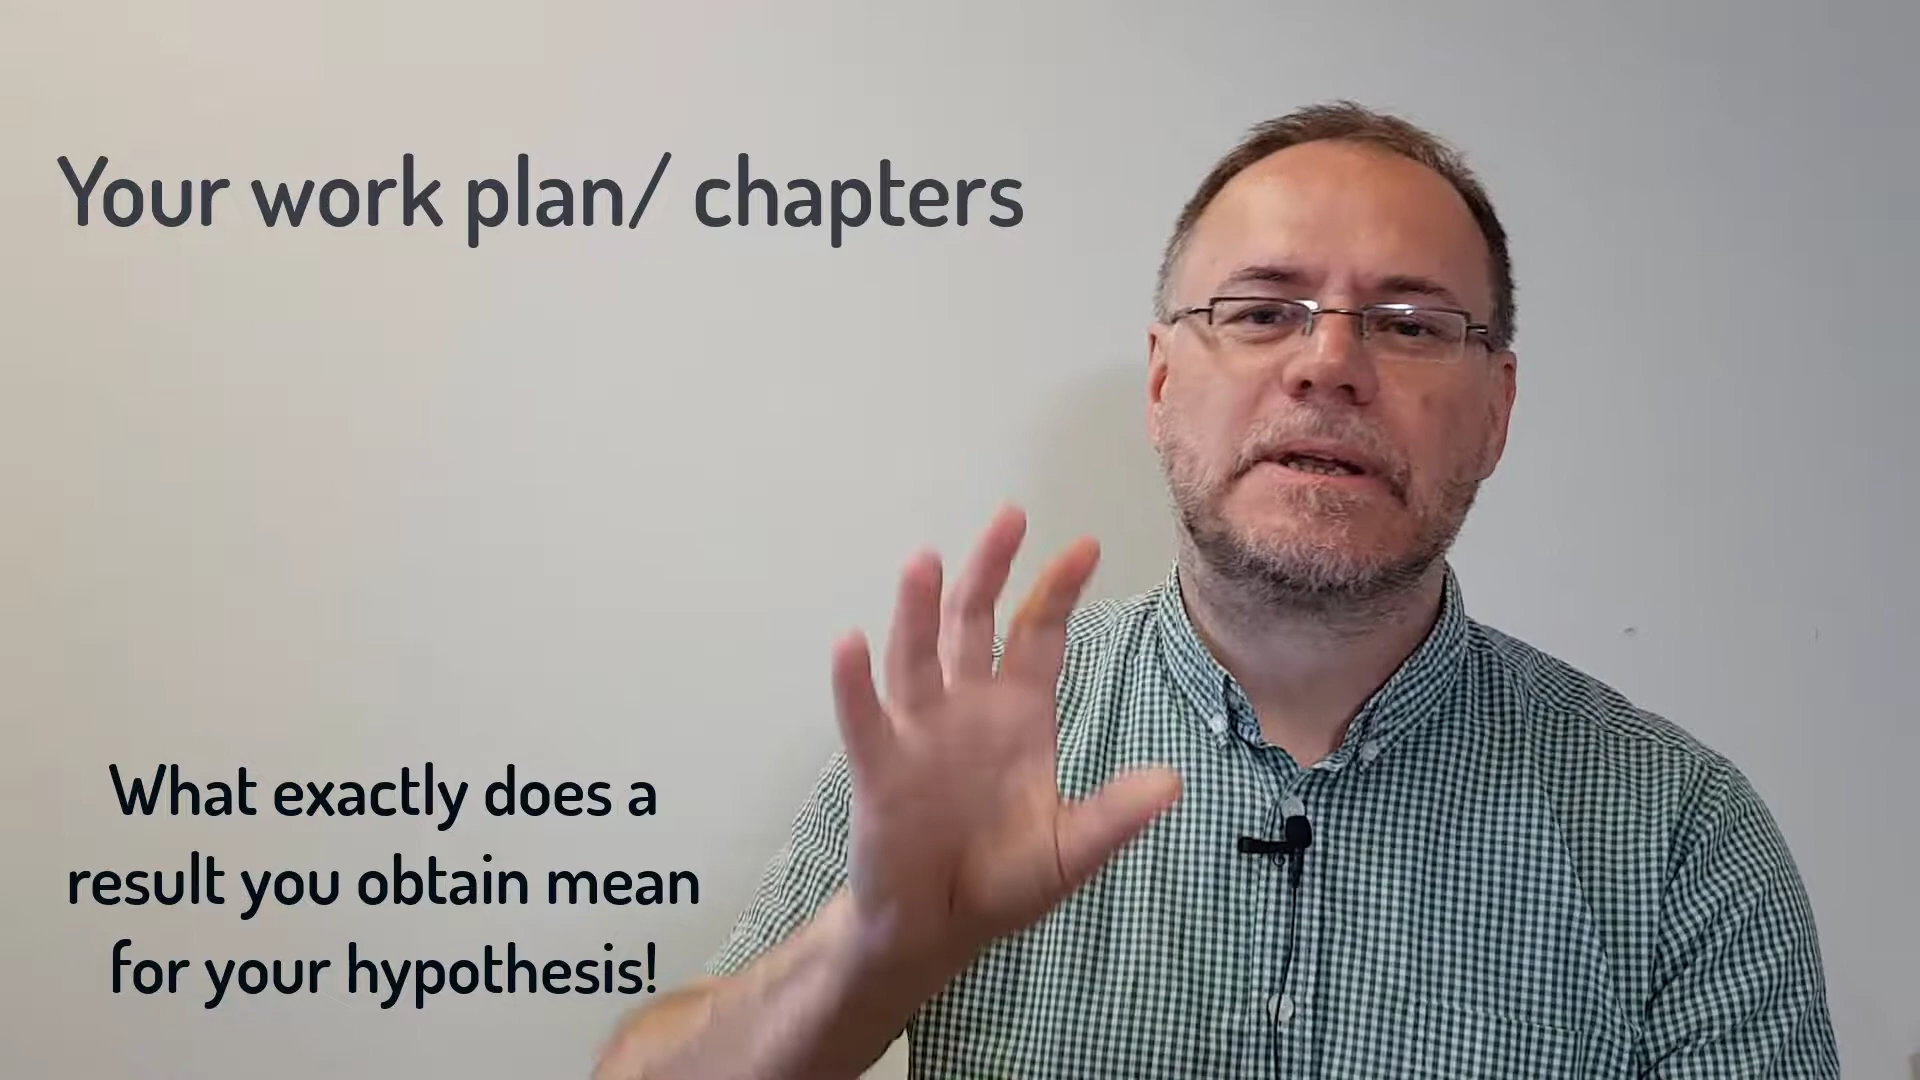 Your work plan/ chapters
What exactly does a
result you obtain mean
for your hypothesis!